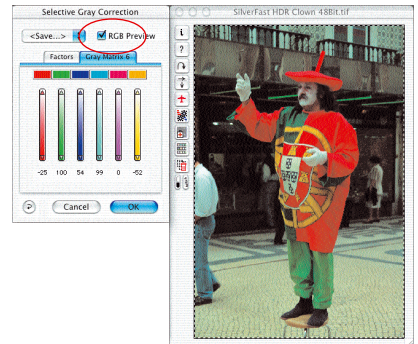 Selective Gray Correction
<Save...>
RGB Preview
Factors
Gray Matrix 6
-25 100 54 99 0 -52
Cancel
OK
SilverFast HDR Clown 48Bit.tif
i
?